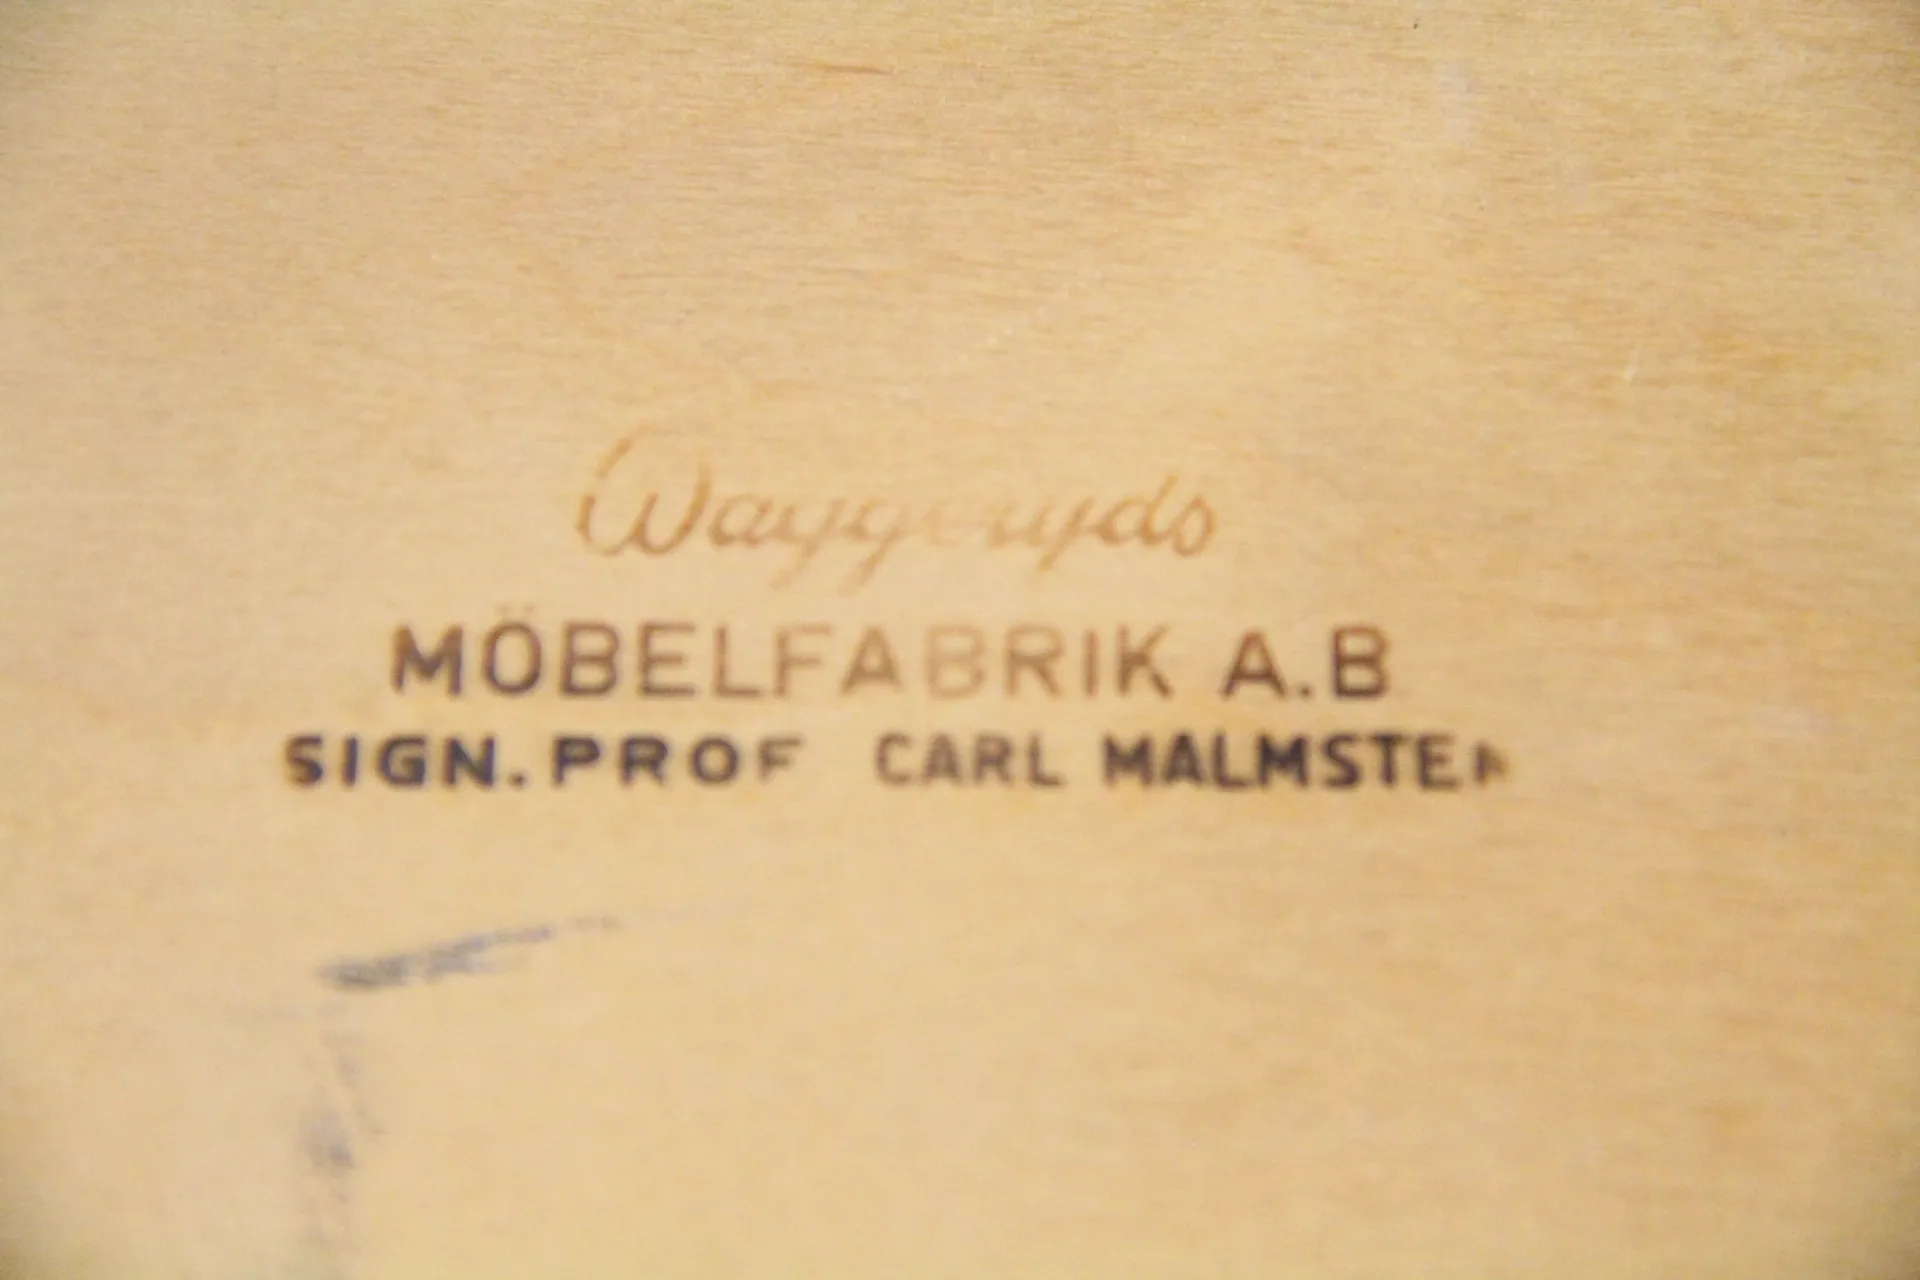 Waggeryds
MÖBELFABRIK A.B
SIGN. PROF CARL MALMSTEN